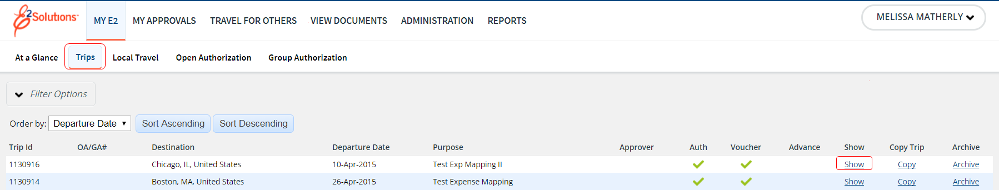 E2Solutions™ MY E2 MY APPROVALS TRAVEL FOR OTHERS VIEW DOCUMENTS ADMINISTRATION REPORTS MELISSA MATHERLY
At a Glance Trips Local Travel Open Authorization Group Authorization
Filter Options
Order by: Departure Date Sort Ascending Sort Descending
Trip Id OA/GA# Destination Departure Date Purpose Approver Auth Voucher Advance Show Copy Trip Archive
1130916 Chicago, IL, United States 10-Apr-2015 Test Exp Mapping II Show Copy Archive
1130914 Boston, MA, United States 26-Apr-2015 Test Expense Mapping Show Copy Archive